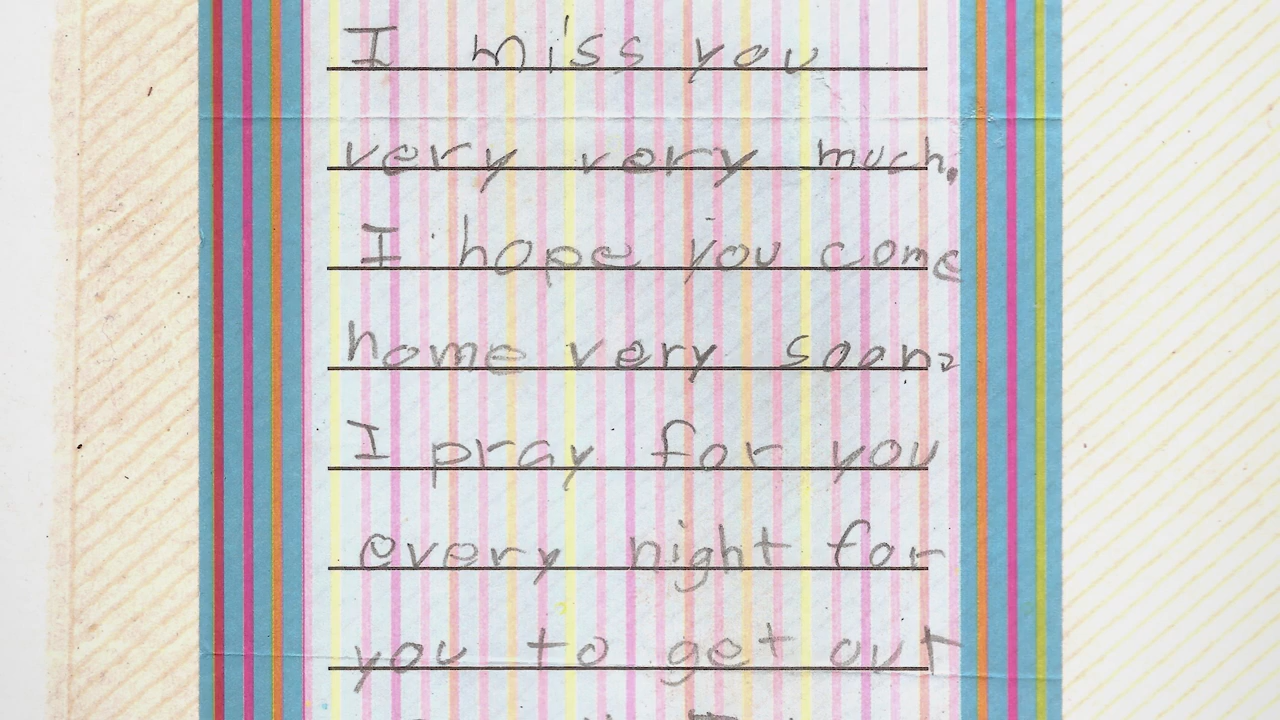 I miss you
very very much.
I hope you come
home very soon.
I pray for you
every night for
you to get out